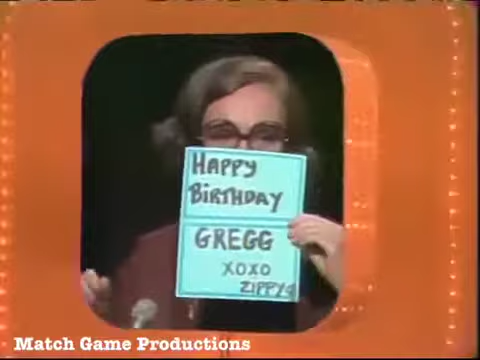 HAPPY
BiRTHDAY
GREGG
XOXO
ZIPPY
Match Game Productions